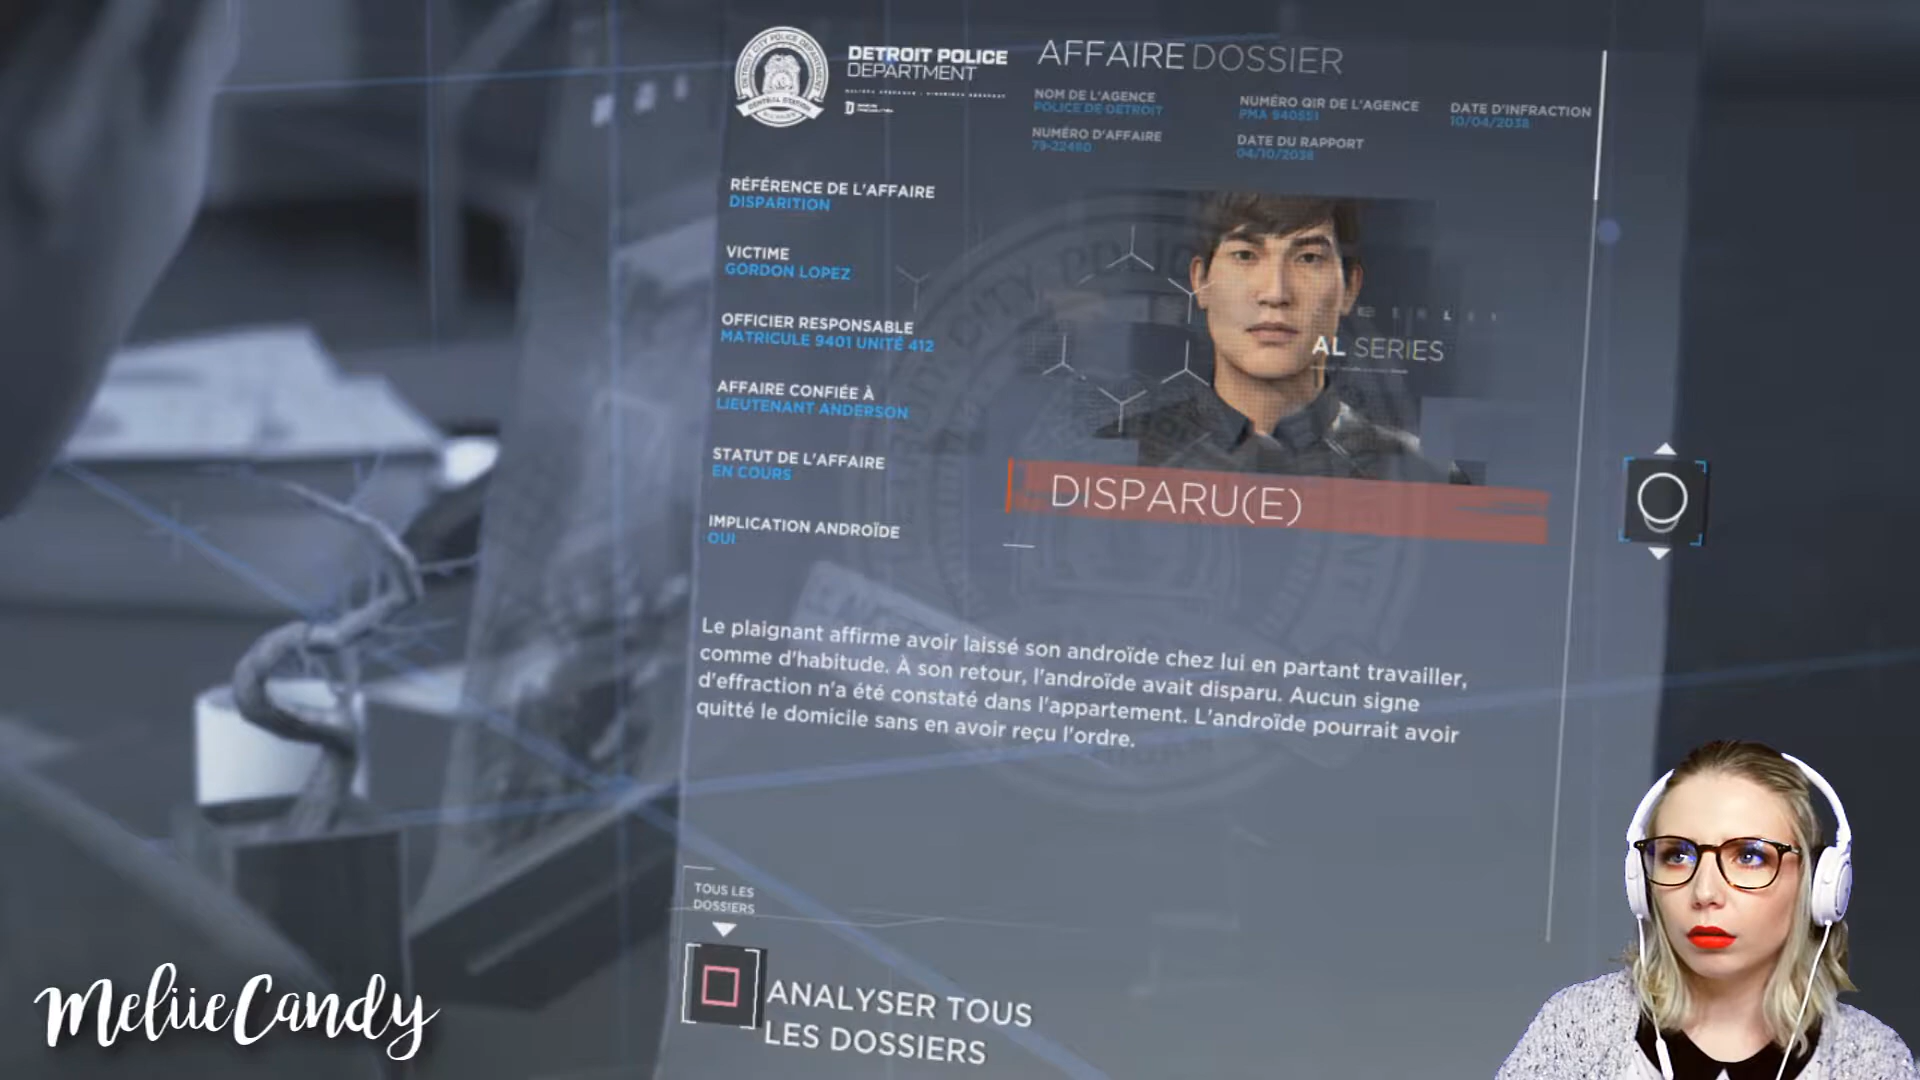 DETROIT POLICE
DEPARTMENT
AFFAIRE DOSSIER
NOM DE L'AGENCE
POLICE DE DETROIT
NUMÉRO QIR DE L'AGENCE
PMA 940551
DATE D'INFRACTION
10/04/2038
NUMÉRO D'AFFAIRE
79-22480
DATE DU RAPPORT
04/10/2038
RÉFÉRENCE DE L'AFFAIRE
DISPARITION
VICTIME
GORDON LOPEZ
OFFICIER RESPONSABLE
MATRICULE 9401 UNITÉ 412
AFFAIRE CONFIÉE À
LIEUTENANT ANDERSON
STATUT DE L'AFFAIRE
EN COURS
IMPLICATION ANDROÏDE
OUI
AL SERIES
DISPARU(E)
Le plaignant affirme avoir laissé son androïde chez lui en partant travailler,
comme d'habitude. À son retour, l'androïde avait disparu. Aucun signe
d'effraction n'a été constaté dans l'appartement. L'androïde pourrait avoir
quitté le domicile sans en avoir reçu l'ordre.
TOUS LES
DOSSIERS
ANALYSER TOUS
LES DOSSIERS
MeliieCandy